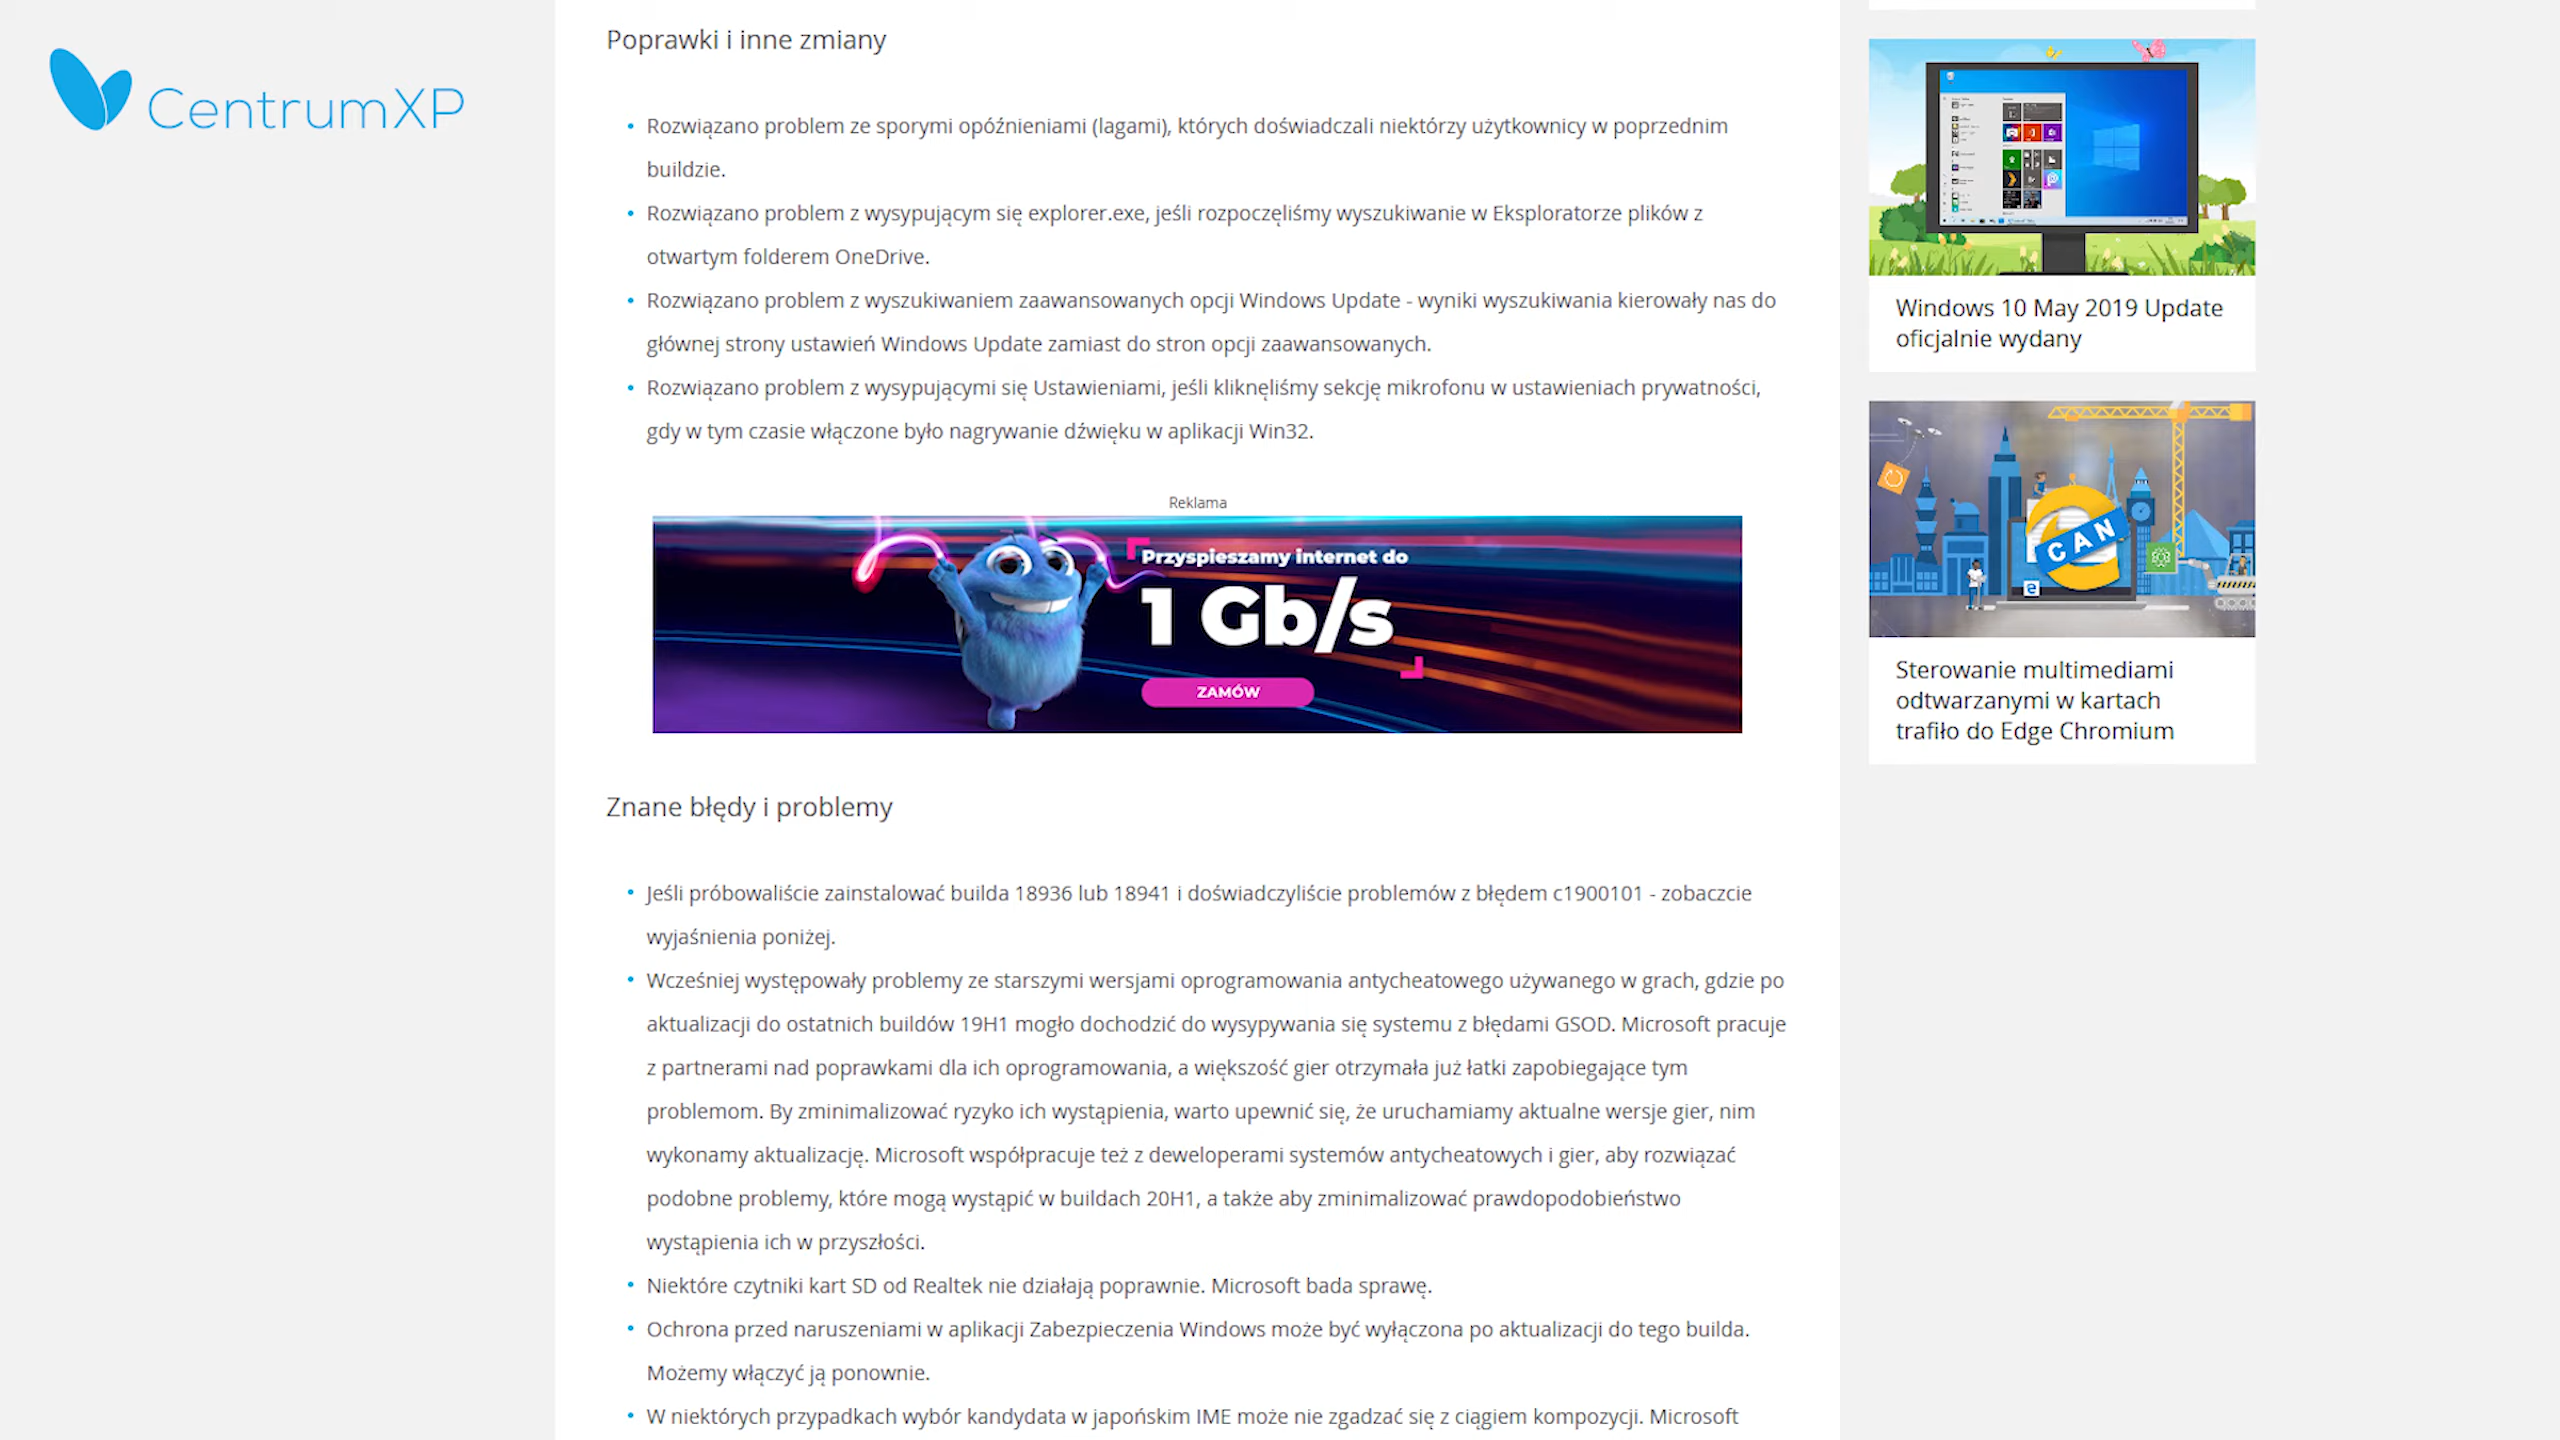 CentrumXP
Poprawki i inne zmiany
Rozwiązano problem ze sporymi opóźnieniami (lagami), których doświadczali niektórzy użytkownicy w poprzednim
buildzie.
Rozwiązano problem z wysypującym się explorer.exe, jeśli rozpoczęliśmy wyszukiwanie w Eksploratorze plików z
otwartym folderem OneDrive.
Rozwiązano problem z wyszukiwaniem zaawansowanych opcji Windows Update - wyniki wyszukiwania kierowały nas do
głównej strony ustawień Windows Update zamiast do stron opcji zaawansowanych.
Rozwiązano problem z wysypującymi się Ustawieniami, jeśli kliknęliśmy sekcję mikrofonu w ustawieniach prywatności,
gdy w tym czasie włączone było nagrywanie dźwięku w aplikacji Win32.
Reklama
Przyspieszamy internet do
1 Gb/s
ZAMÓW
Znane błędy i problemy
Jeśli próbowaliście zainstalować builda 18936 lub 18941 i doświadczyliście problemów z błędem c1900101 - zobaczcie
wyjaśnienia poniżej.
Wcześniej występowały problemy ze starszymi wersjami oprogramowania antycheatowego używanego w grach, gdzie po
aktualizacji do ostatnich buildów 19H1 mogło dochodzić do wysypywania się systemu z błędami GSOD. Microsoft pracuje
z partnerami nad poprawkami dla ich oprogramowania, a większość gier otrzymała już łatki zapobiegające tym
problemom. By zminimalizować ryzyko ich wystąpienia, warto upewnić się, że uruchamiamy aktualne wersje gier, nim
wykonamy aktualizację. Microsoft współpracuje też z deweloperami systemów antycheatowych i gier, aby rozwiązać
podobne problemy, które mogą wystąpić w buildach 20H1, a także aby zminimalizować prawdopodobieństwo
wystąpienia ich w przyszłości.
Niektóre czytniki kart SD od Realtek nie działają poprawnie. Microsoft bada sprawę.
Ochrona przed naruszeniami w aplikacji Zabezpieczenia Windows może być wyłączona po aktualizacji do tego builda.
Możemy włączyć ją ponownie.
W niektórych przypadkach wybór kandydata w japońskim IME może nie zgadzać się z ciągiem kompozycji. Microsoft
Windows 10 May 2019 Update
oficjalnie wydany
CAN
Sterowanie multimediami
odtwarzanymi w kartach
trafiło do Edge Chromium